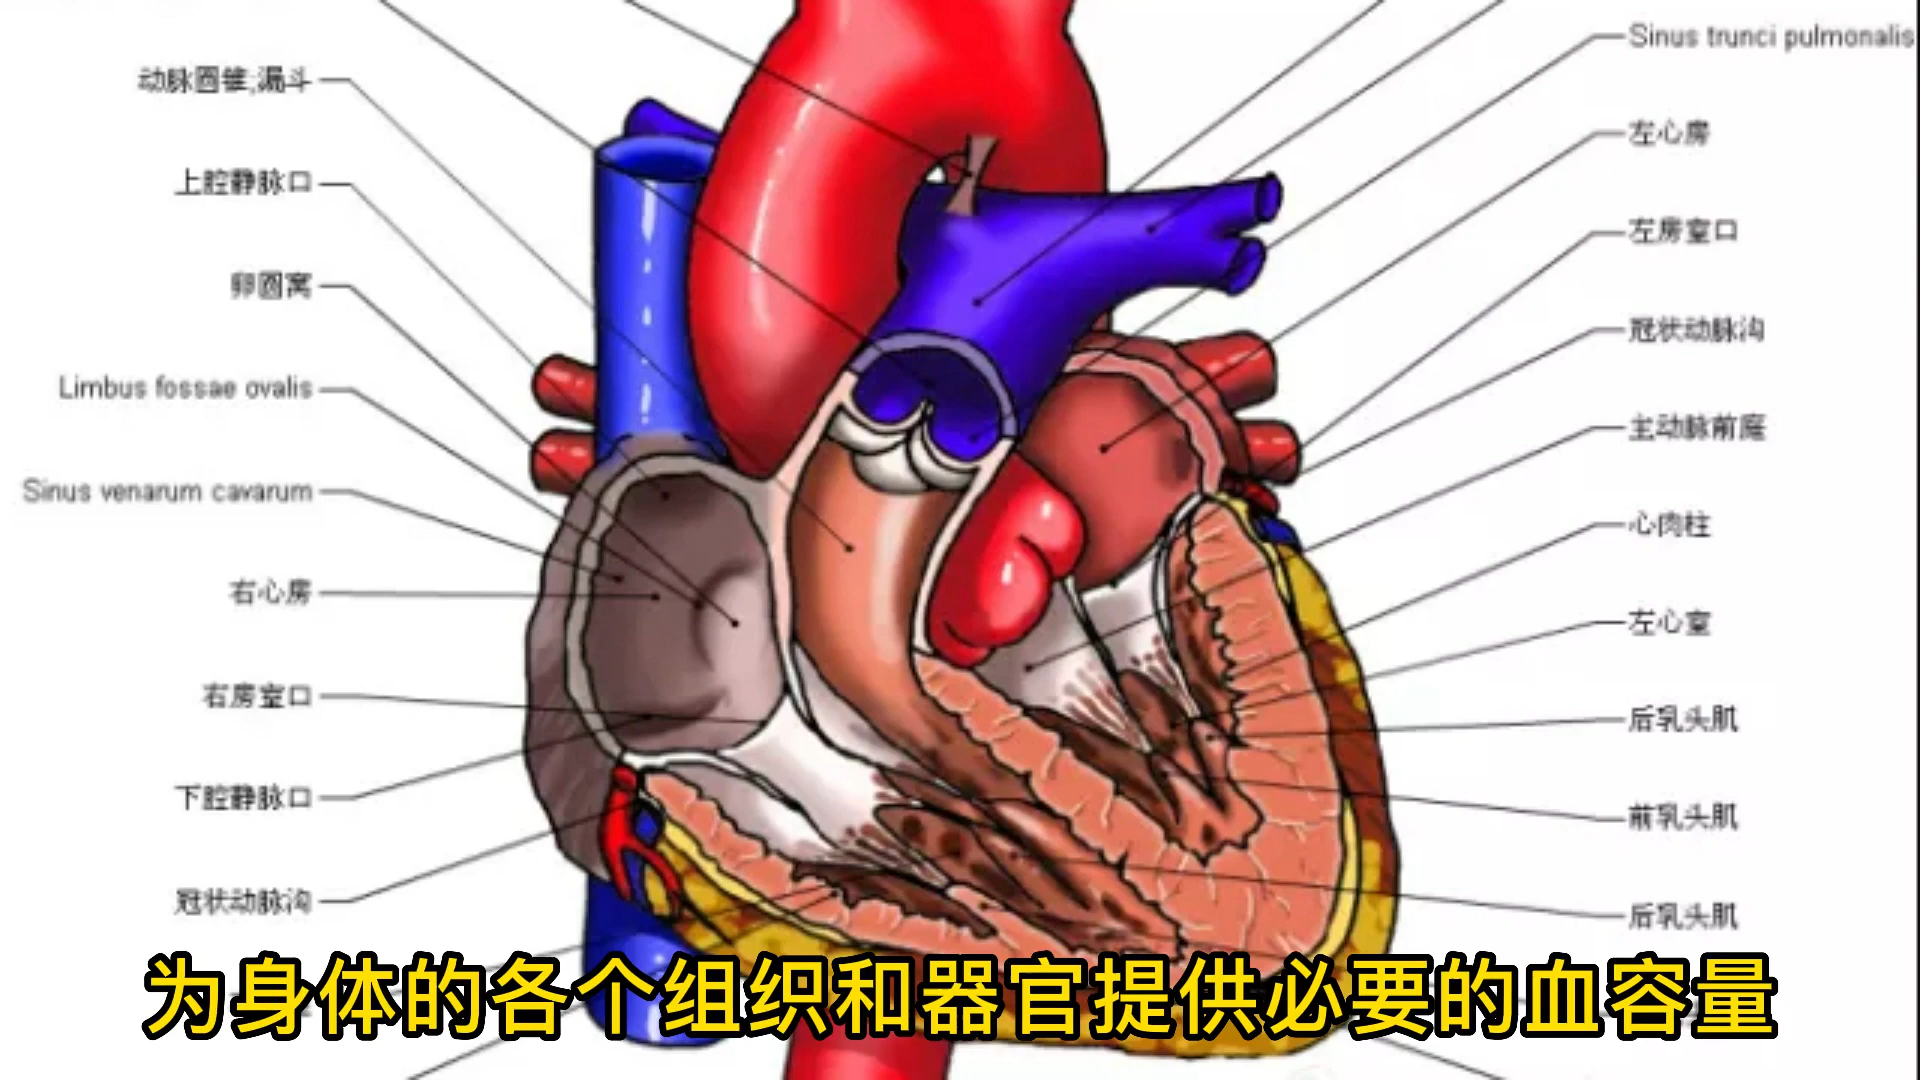 动脉圆锥,漏斗
上腔静脉口
卵圆窝
Limbus fossae ovalis
Sinus venarum cavarum
右心房
右房室口
下腔静脉口
冠状动脉沟
Sinus trunci pulmonalis
左心房
左房室口
冠状动脉沟
主动脉前庭
心肉柱
左心室
后乳头肌
前乳头肌
后乳头肌
为身体的各个组织和器官提供必要的血容量